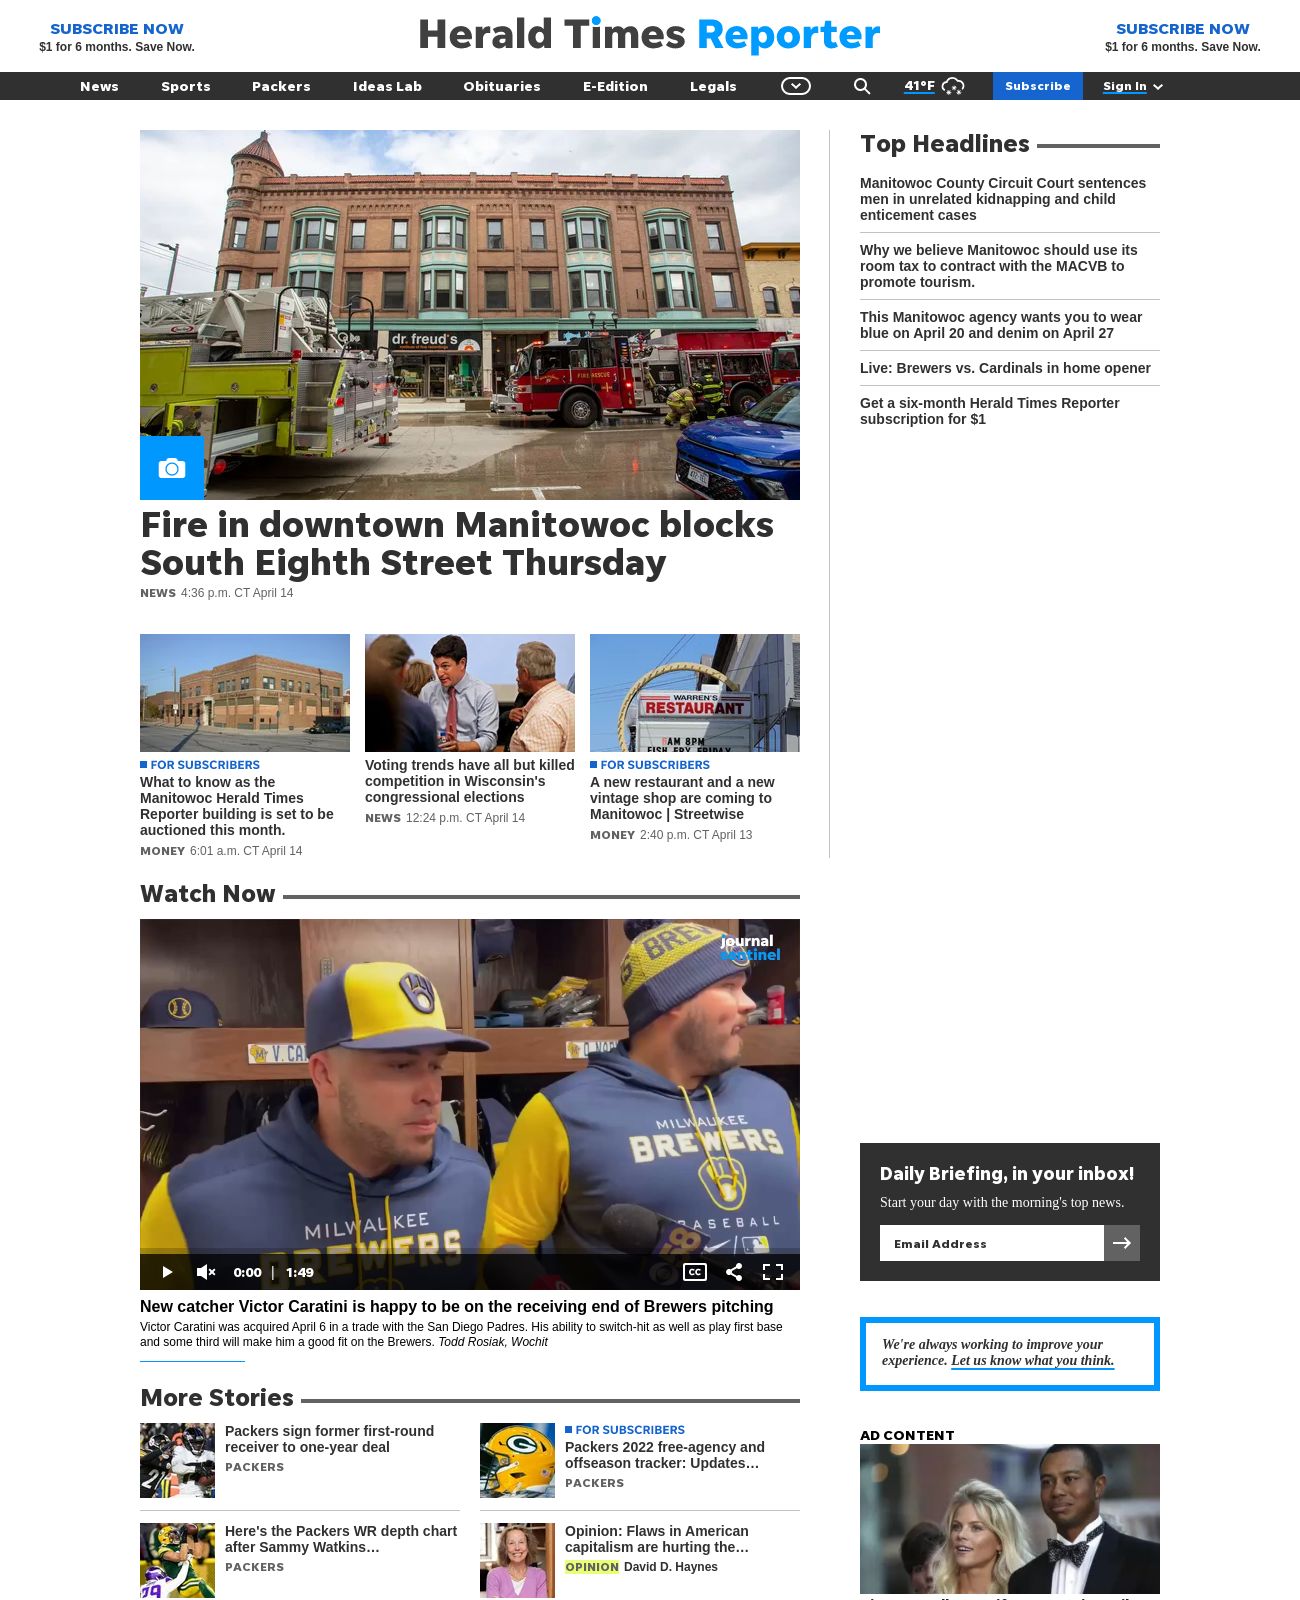 SUBSCRIBE NOW
$1 for 6 months. Save Now.
Herald Times Reporter
SUBSCRIBE NOW
$1 for 6 months. Save Now.
News Sports Packers Ideas Lab Obituaries E-Edition Legals 41°F Subscribe Sign In
dr. freud's
FIRE RESCUE
Fire in downtown Manitowoc blocks
South Eighth Street Thursday
NEWS 4:36 p.m. CT April 14
Top Headlines
Manitowoc County Circuit Court sentences
men in unrelated kidnapping and child
enticement cases
Why we believe Manitowoc should use its
room tax to contract with the MACVB to
promote tourism.
This Manitowoc agency wants you to wear
blue on April 20 and denim on April 27
Live: Brewers vs. Cardinals in home opener
Get a six-month Herald Times Reporter
subscription for $1
FOR SUBSCRIBERS
What to know as the
Manitowoc Herald Times
Reporter building is set to be
auctioned this month.
MONEY 6:01 a.m. CT April 14
Voting trends have all but killed
competition in Wisconsin's
congressional elections
NEWS 12:24 p.m. CT April 14
WARREN'S
RESTAURANT
6AM 8PM
FISH FRY FRIDAY
FOR SUBSCRIBERS
A new restaurant and a new
vintage shop are coming to
Manitowoc | Streetwise
MONEY 2:40 p.m. CT April 13
Watch Now
journal
sentinel
BREW
V. CA
MILWAUKEE
BREWERS
MILWAUKEE
BREWERS
BASEBALL
58
0:00 | 1:49
CC
New catcher Victor Caratini is happy to be on the receiving end of Brewers pitching
Victor Caratini was acquired April 6 in a trade with the San Diego Padres. His ability to switch-hit as well as play first base
and some third will make him a good fit on the Brewers. Todd Rosiak, Wochit
Daily Briefing, in your inbox!
Start your day with the morning's top news.
Email Address
We're always working to improve your
experience. Let us know what you think.
More Stories
Packers sign former first-round
receiver to one-year deal
PACKERS
FOR SUBSCRIBERS
Packers 2022 free-agency and
offseason tracker: Updates…
PACKERS
Here's the Packers WR depth chart
after Sammy Watkins…
PACKERS
Opinion: Flaws in American
capitalism are hurting the…
OPINION David D. Haynes
AD CONTENT